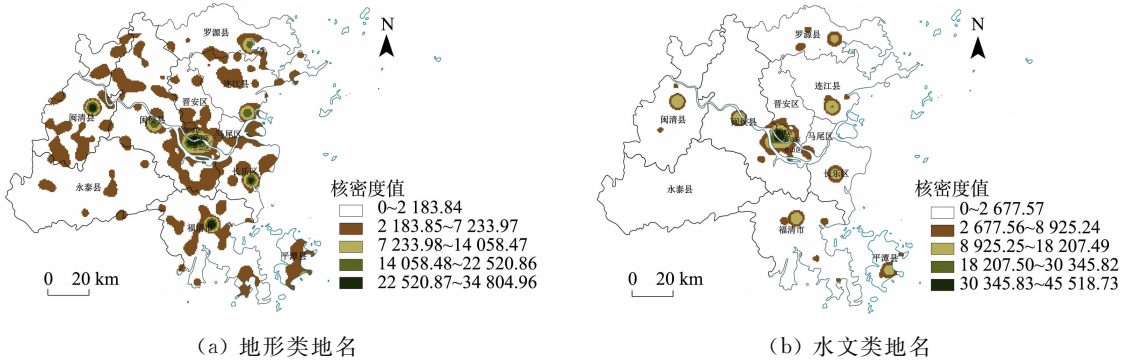 N
罗源县
连江县
晋安区
闽清县
闽侯县
马尾区
长乐区
永泰县
福清市
平潭县
核密度值
0~2 183.84
2 183.85~7 233.97
7 233.98~14 058.47
14 058.48~22 520.86
22 520.87~34 804.96
0 20 km
(a) 地形类地名
N
罗源县
连江县
晋安区
闽清县
闽侯县
马尾区
永泰县
长乐区
福清市
平潭县
核密度值
0~2 677.57
2 677.56~8 925.24
8 925.25~18 207.49
18 207.50~30 345.82
30 345.83~45 518.73
0 20 km
(b) 水文类地名